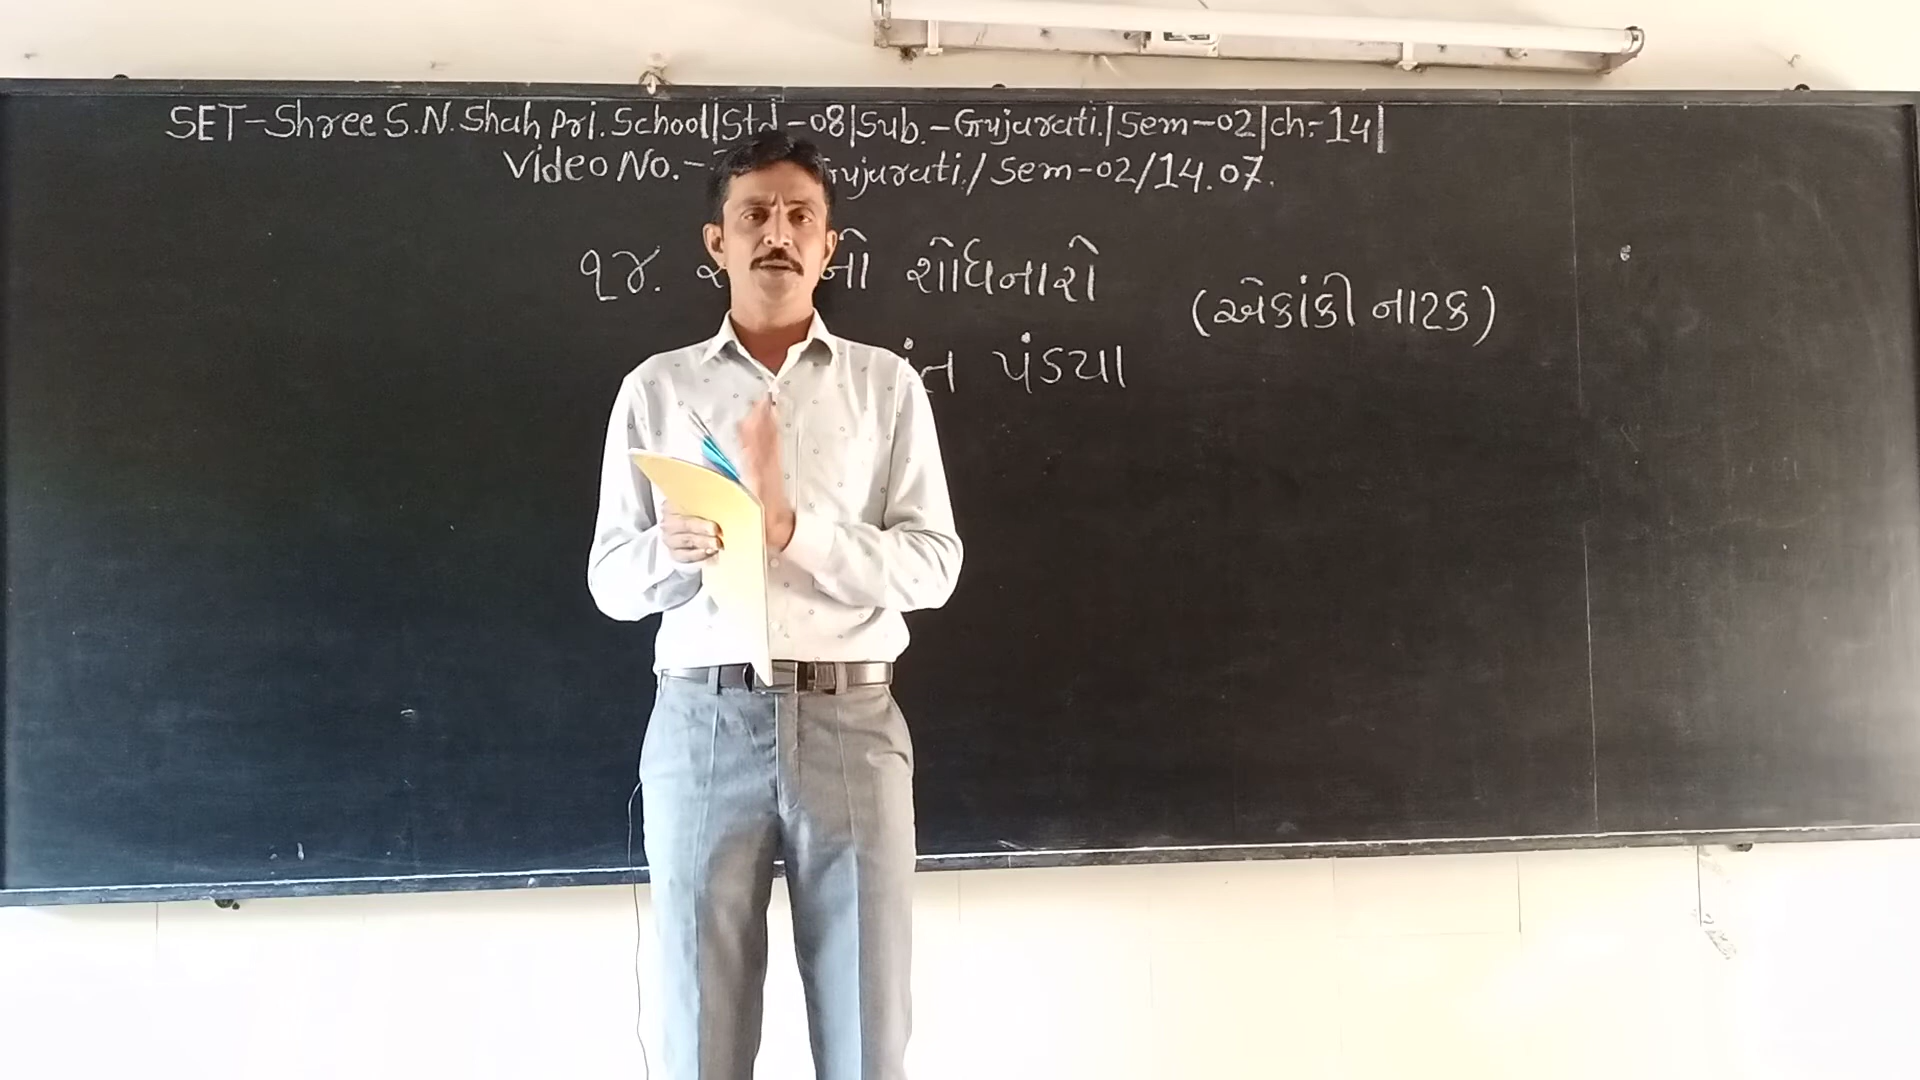 SET-Shree S.N. Shah Pri. School|Std-08|Sub.-Gujarati.|Sem-02|ch:-14|
Video No.- Gujarati/Sem-02/14.07.
૧૪. શોધનારો
(એકાંકી નાટક)
પંડયા